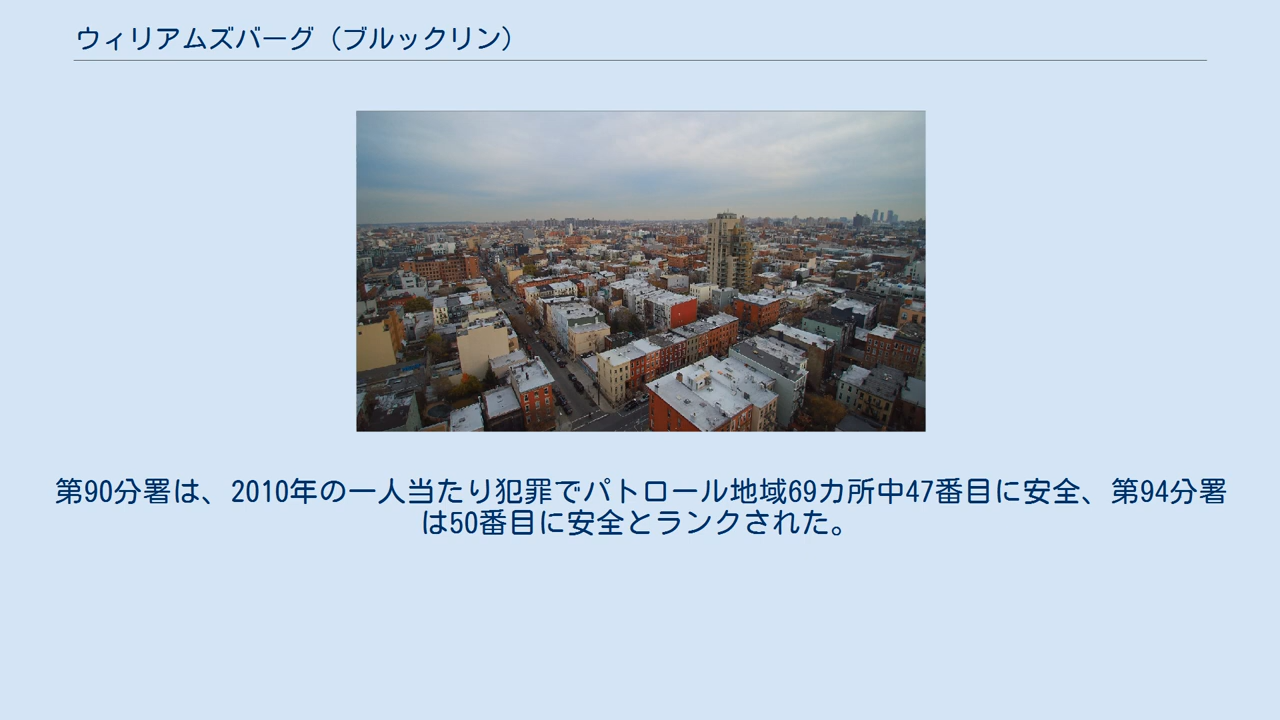 ウィリアムズバーグ（ブルックリン）
第90分署は、2010年の一人当たり犯罪でパトロール地域69カ所中47番目に安全、第94分署
は50番目に安全とランクされた。